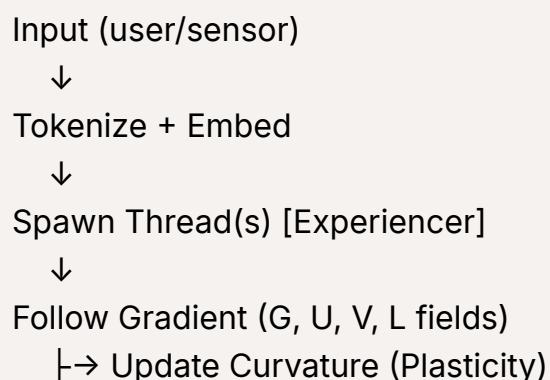 Input (user/sensor)
↓
Tokenize + Embed
↓
Spawn Thread(s) [Experiencer]
↓
Follow Gradient (G, U, V, L fields)
├→ Update Curvature (Plasticity)